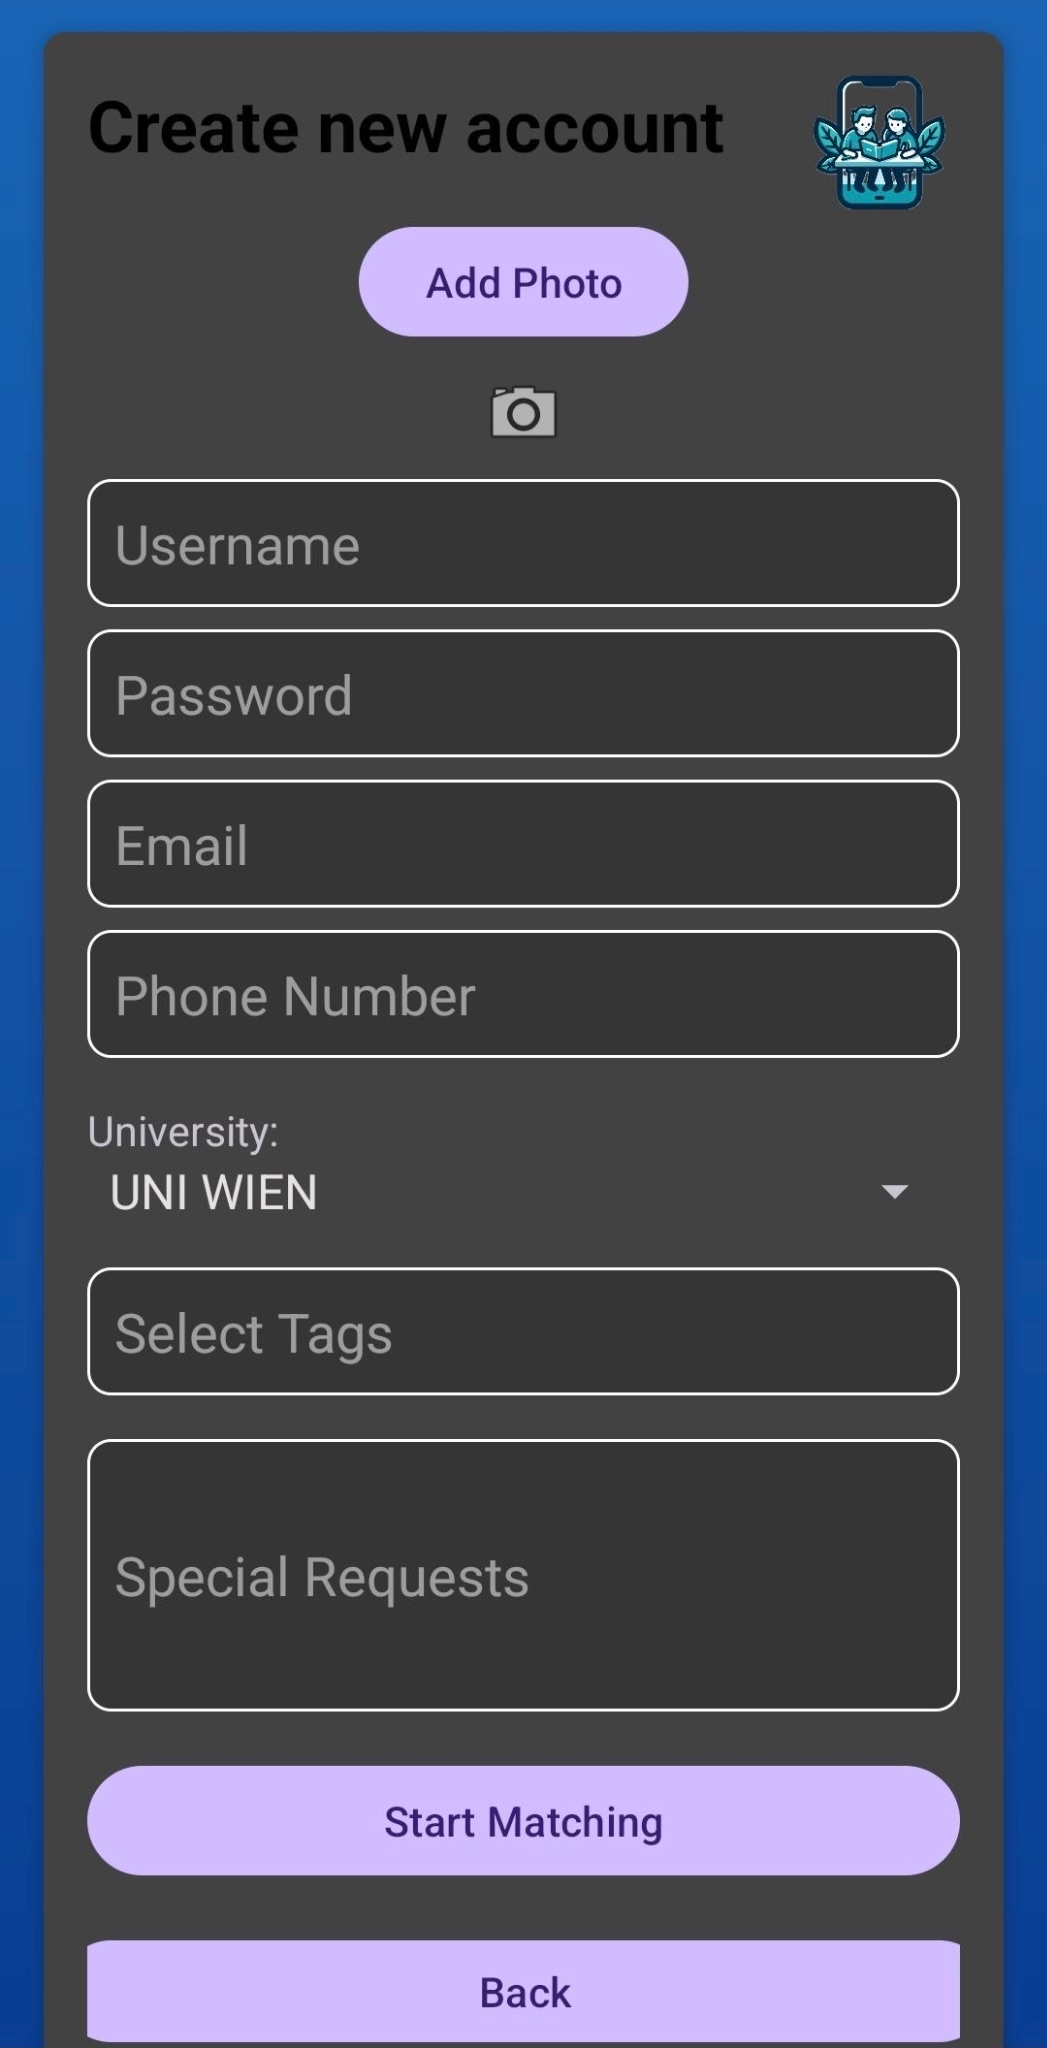 Create new account
Add Photo
Username
Password
Email
Phone Number
University:
UNI WIEN
Select Tags
Special Requests
Start Matching
Back